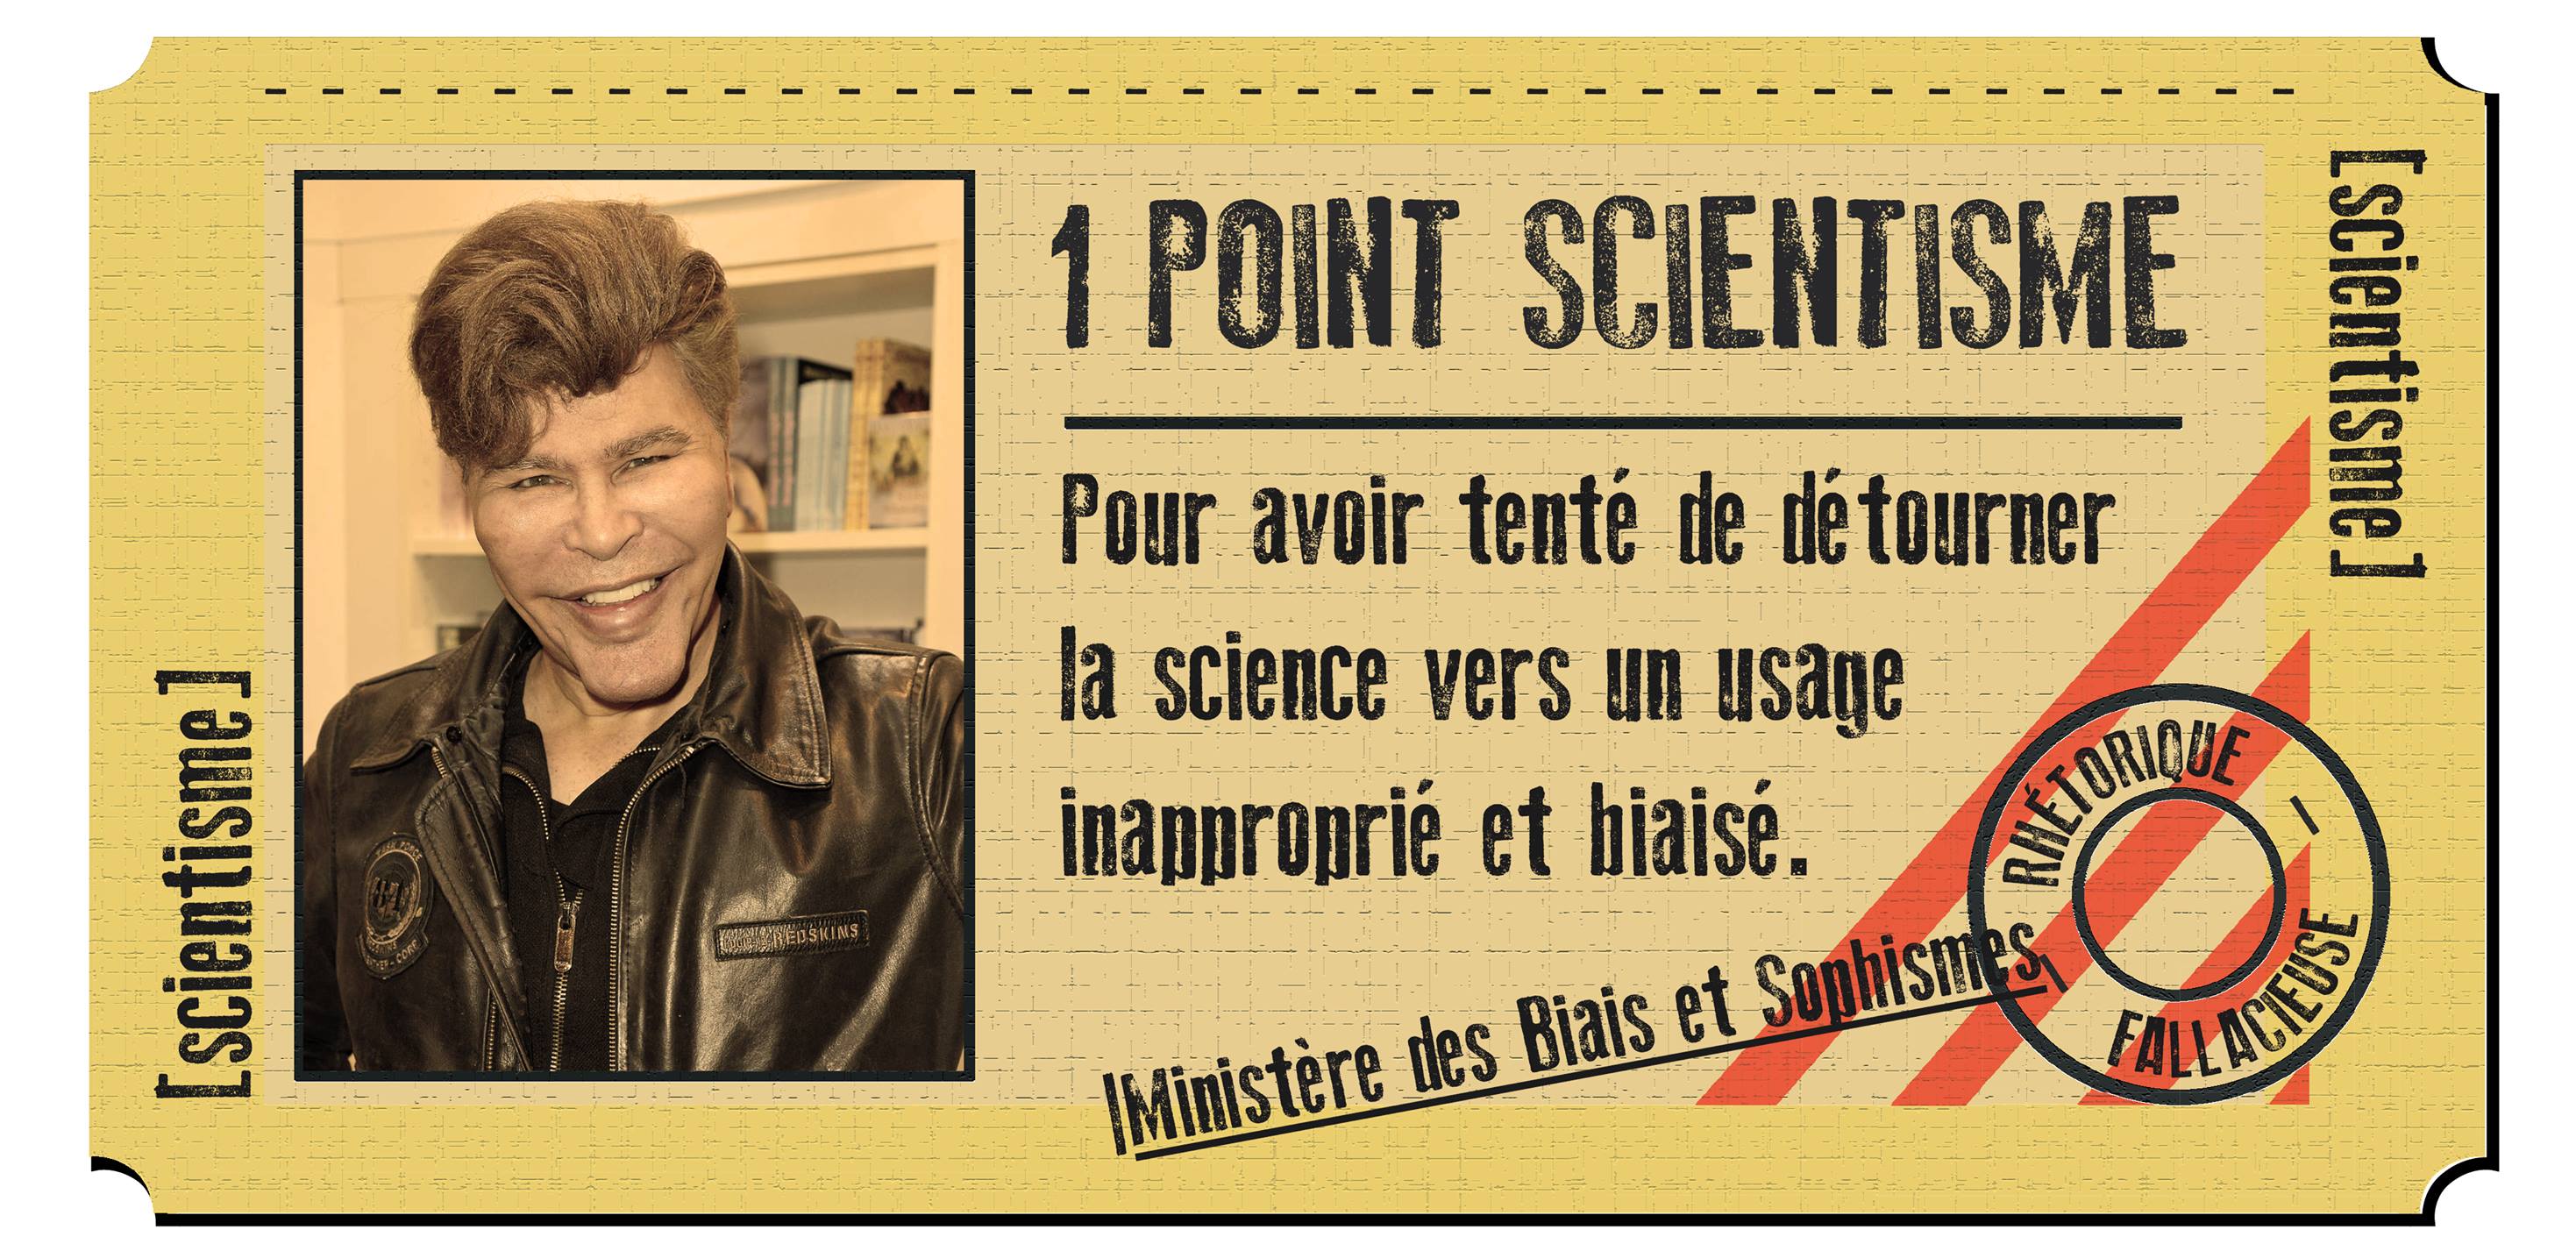 1 POINT SCIENTISME
Pour avoir tenté de détourner
la science vers un usage
inapproprié et biaisé.
|Ministère des Biais et Sophismes|
RHÉTORIQUE
FALLACIEUSE
[scientisme]
[scientisme]
REDSKINS